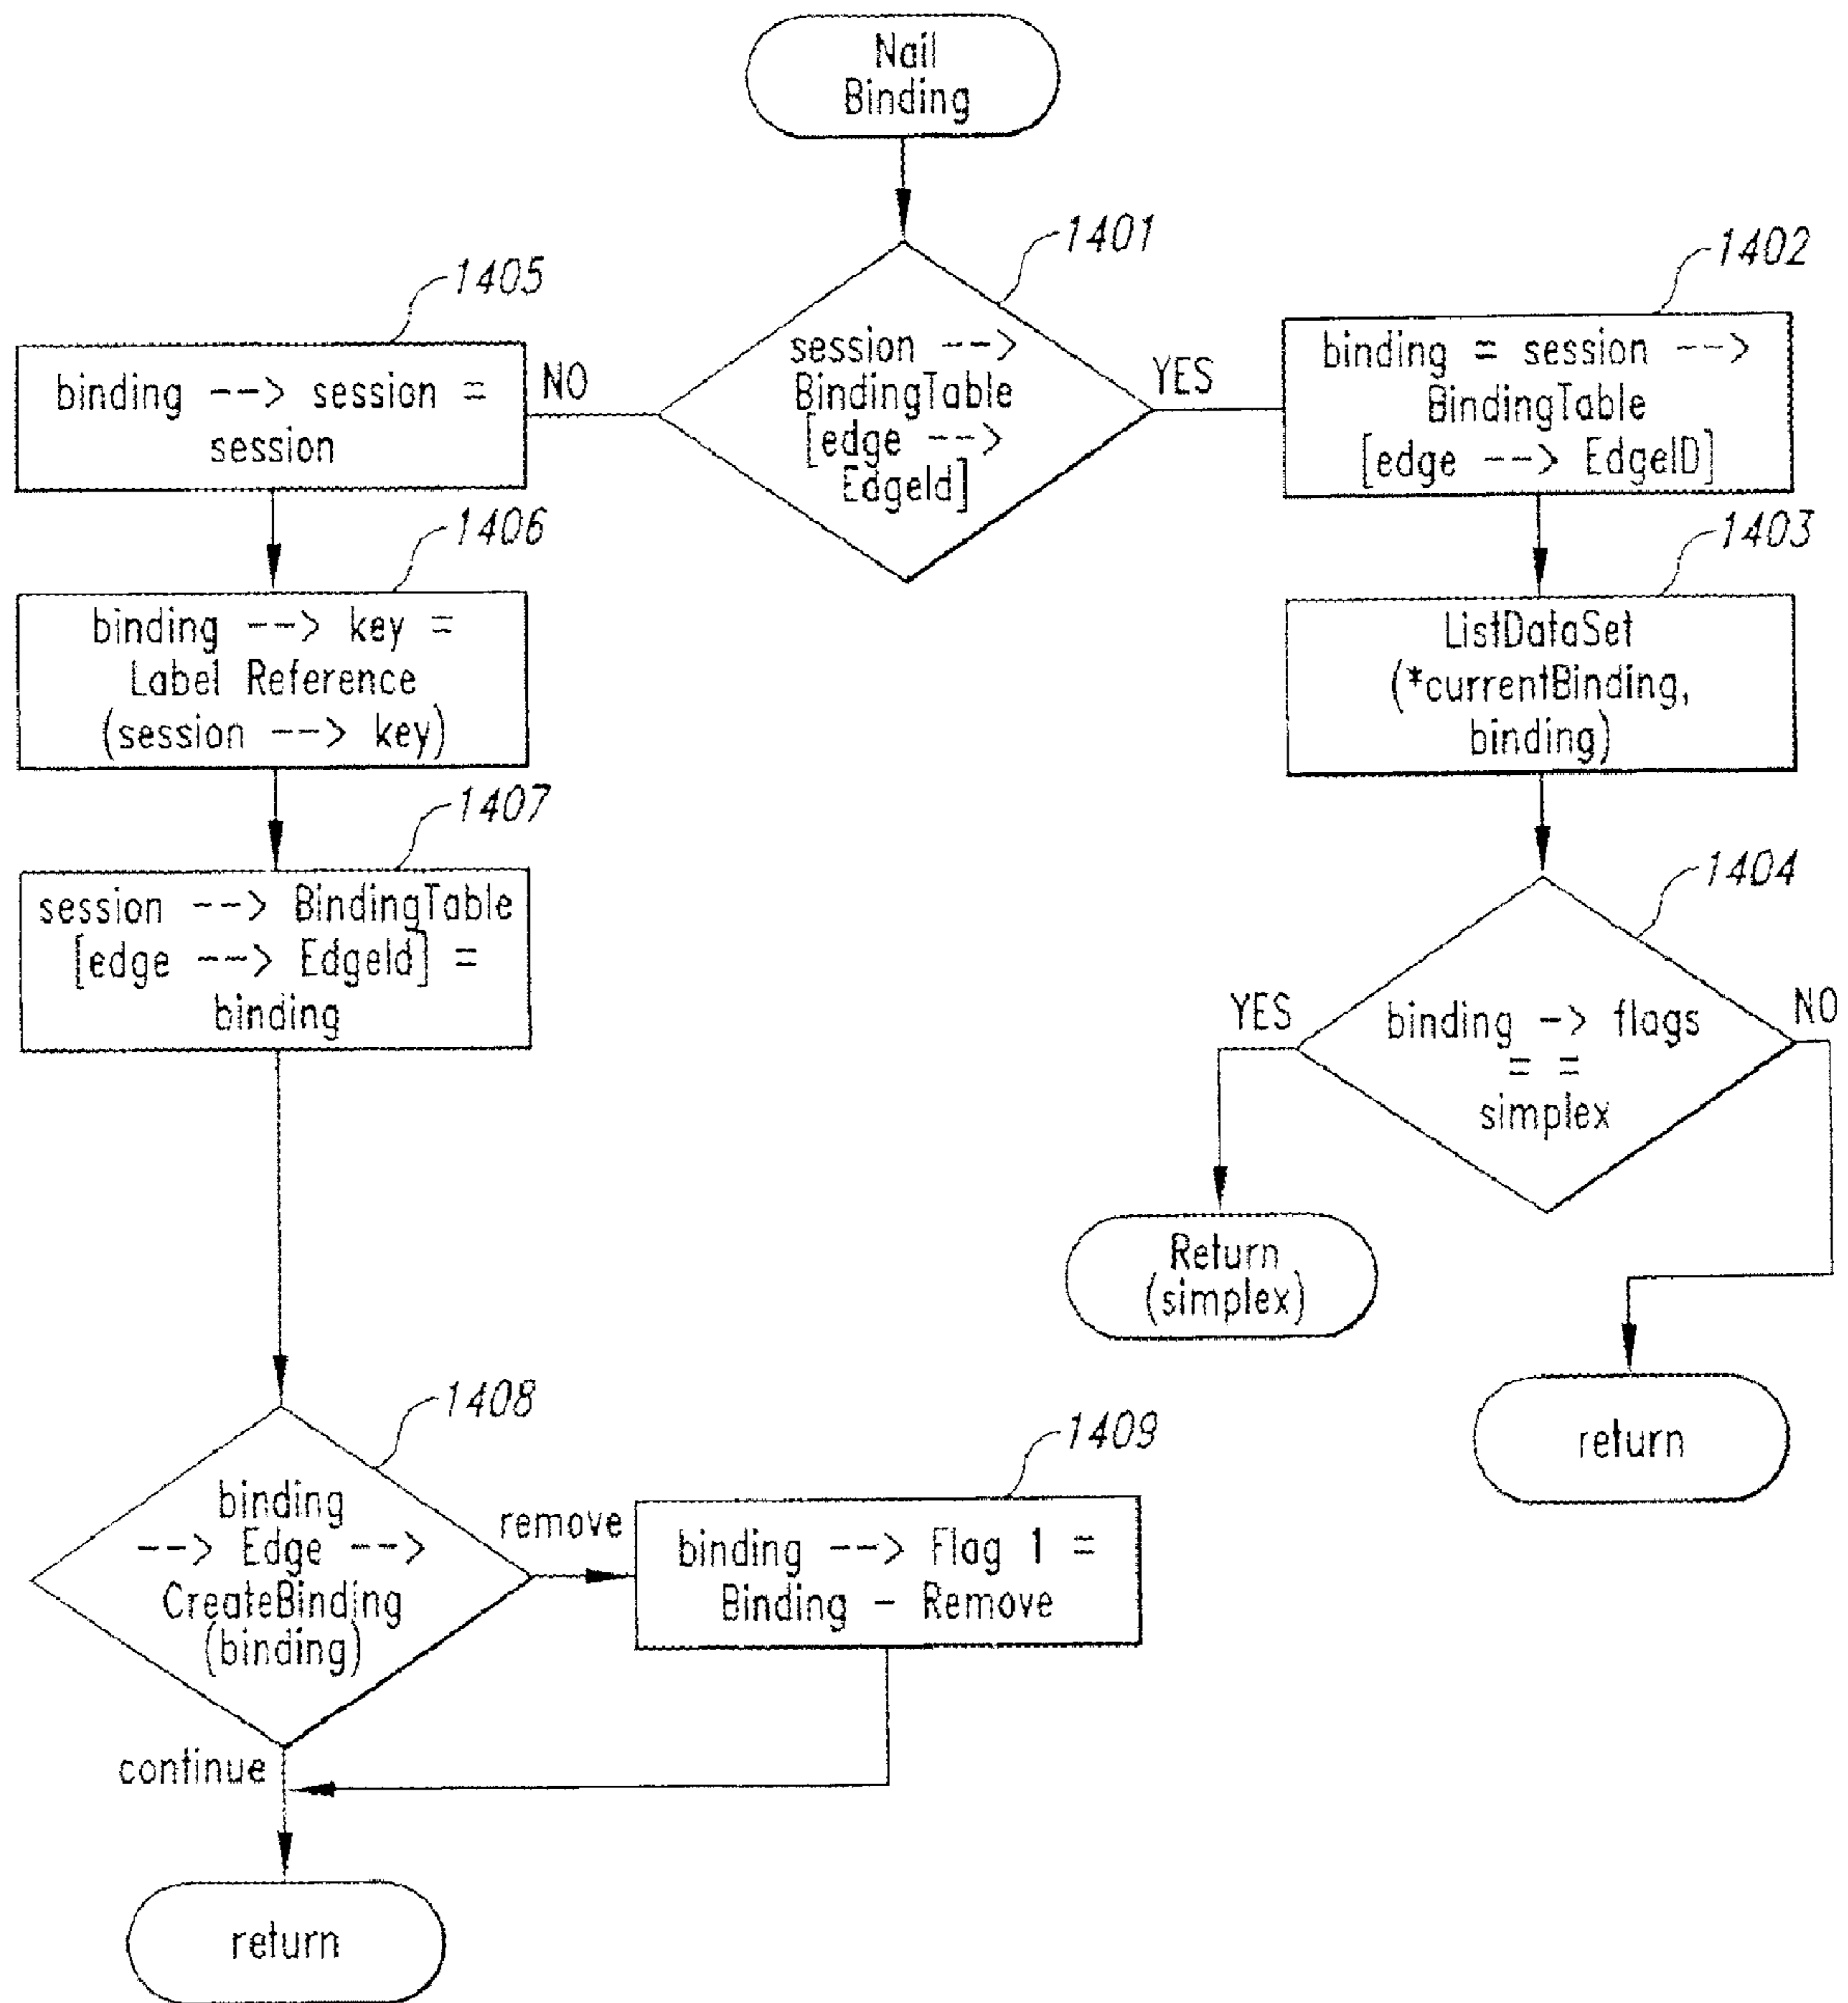 Nail
Binding
1401
session -->
BindingTable
[edge -->
EdgeId]
YES
NO
1402
binding = session -->
BindingTable
[edge --> EdgeID]
1403
ListDataSet
(*currentBinding,
binding)
1404
binding -> flags
= =
simplex
YES
NO
Return
(simplex)
return
1405
binding --> session =
session
1406
binding --> key =
Label Reference
(session --> key)
1407
session --> BindingTable
[edge --> EdgeId] =
binding
1408
binding
--> Edge -->
CreateBinding
(binding)
remove
1409
binding --> Flag 1 =
Binding - Remove
continue
return